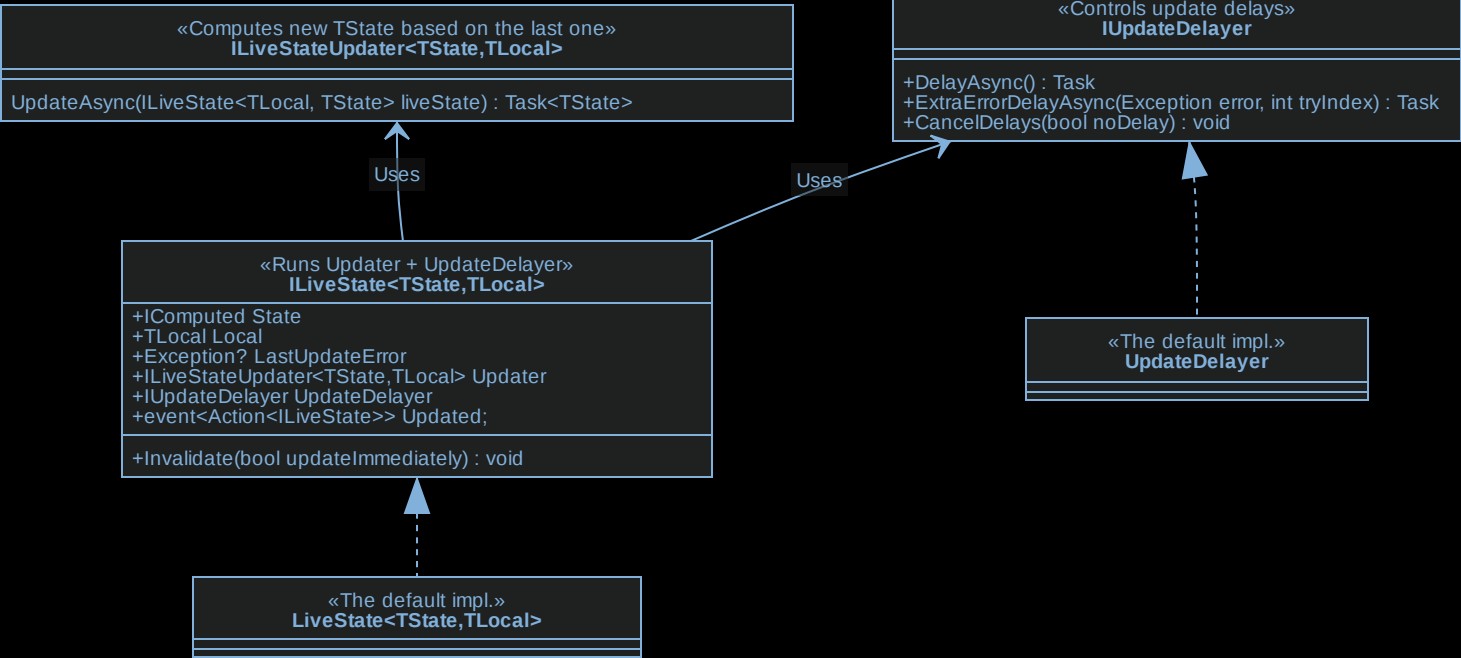 «Computes new TState based on the last one»
ILiveStateUpdater<TState,TLocal>
UpdateAsync(ILiveState<TLocal, TState> liveState) : Task<TState>
«Controls update delays»
IUpdateDelayer
+DelayAsync() : Task
+ExtraErrorDelayAsync(Exception error, int tryIndex) : Task
+CancelDelays(bool noDelay) : void
Uses
Uses
«Runs Updater + UpdateDelayer»
ILiveState<TState,TLocal>
+IComputed State
+TLocal Local
+Exception? LastUpdateError
+ILiveStateUpdater<TState,TLocal> Updater
+IUpdateDelayer UpdateDelayer
+event<Action<ILiveState>> Updated;
+Invalidate(bool updateImmediately) : void
«The default impl.»
UpdateDelayer
«The default impl.»
LiveState<TState,TLocal>